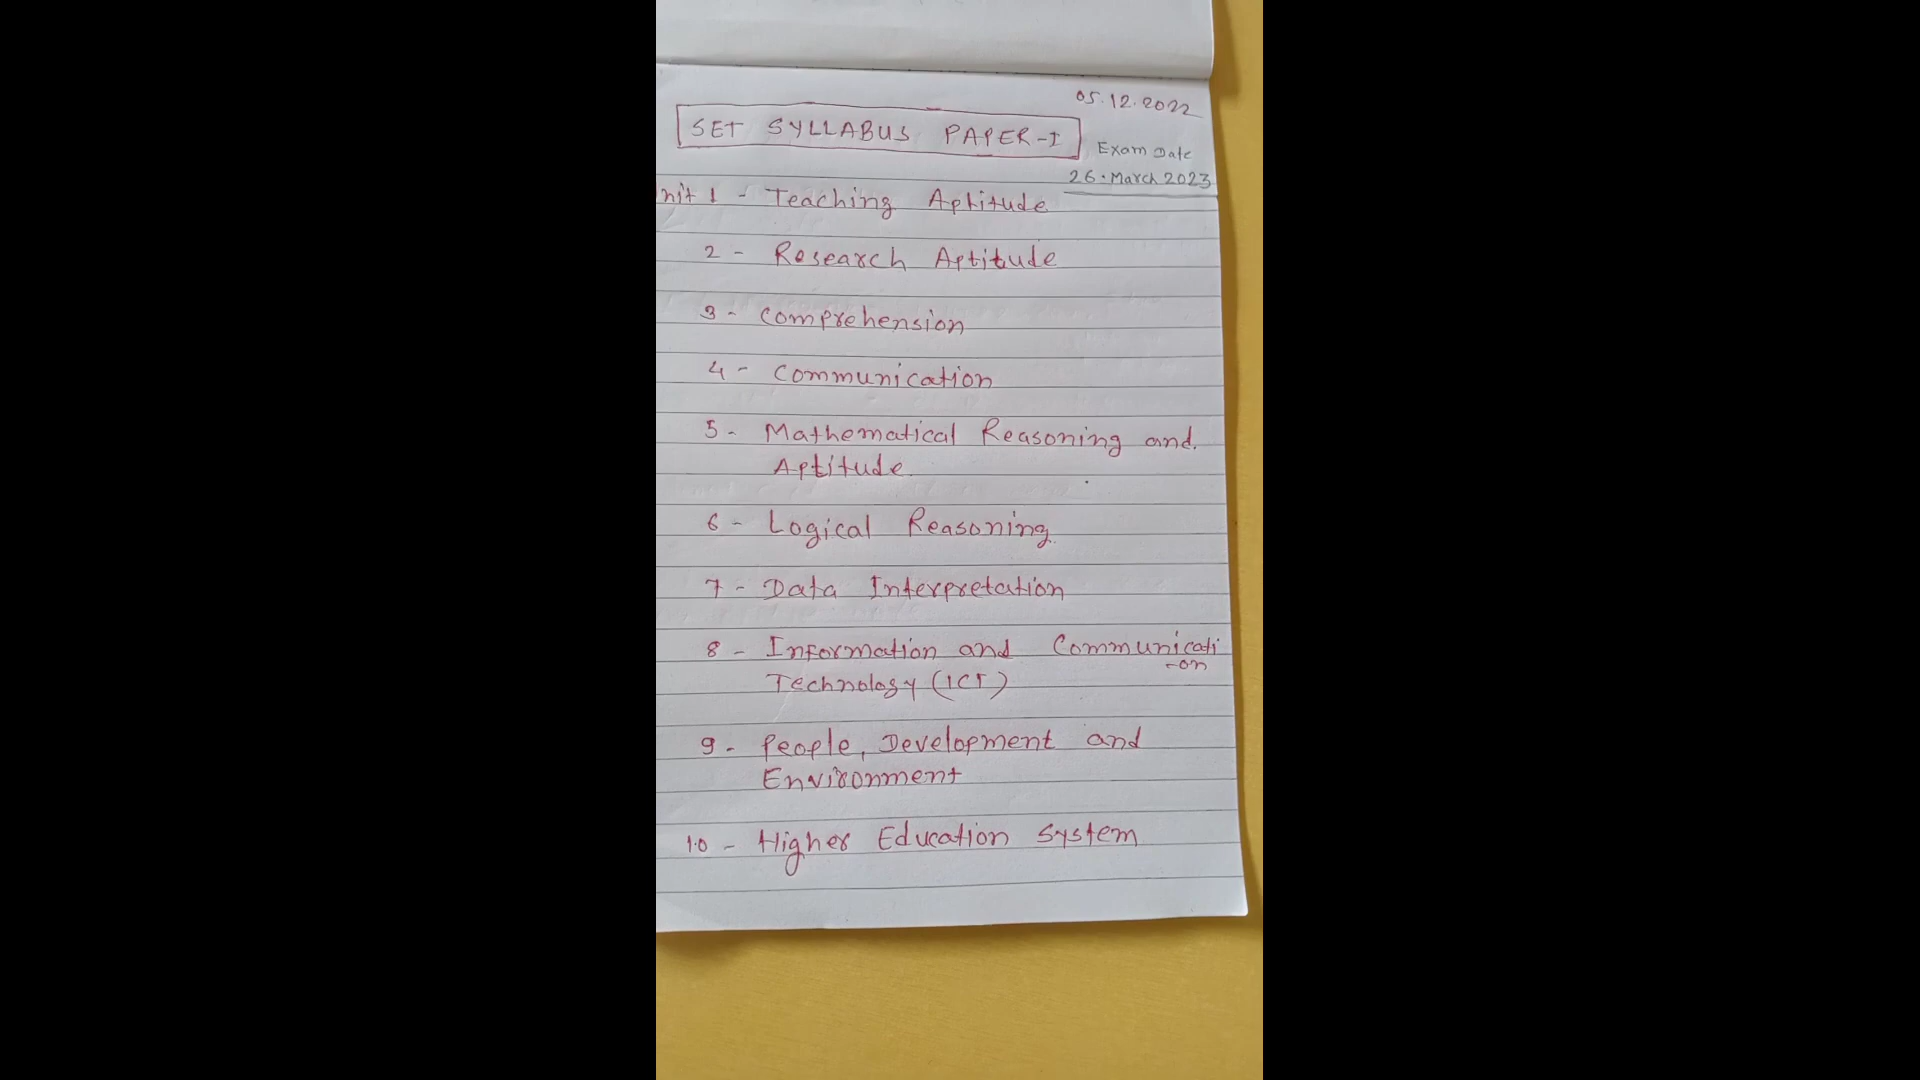 05.12.2022
SET SYLLABUS PAPER-I
Exam Date
26.March 2023
nit 1 - Teaching Aptitude
2 - Research Aptitude
3 - Comprehension
4 - Communication
5 - Mathematical Reasoning and
Aptitude
6 - Logical Reasoning
7 - Data Interpretation
8 - Information and Communicati
-on
Technology (ICT)
9 - People, Development and
Environment
10 - Higher Education System